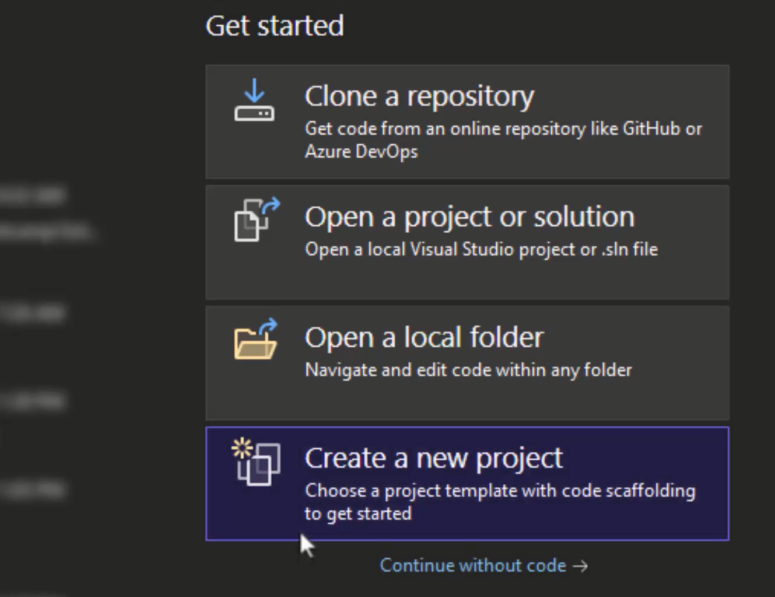 Get started
Clone a repository
Get code from an online repository like GitHub or
Azure DevOps
Open a project or solution
Open a local Visual Studio project or .sln file
Open a local folder
Navigate and edit code within any folder
Create a new project
Choose a project template with code scaffolding
to get started
Continue without code →